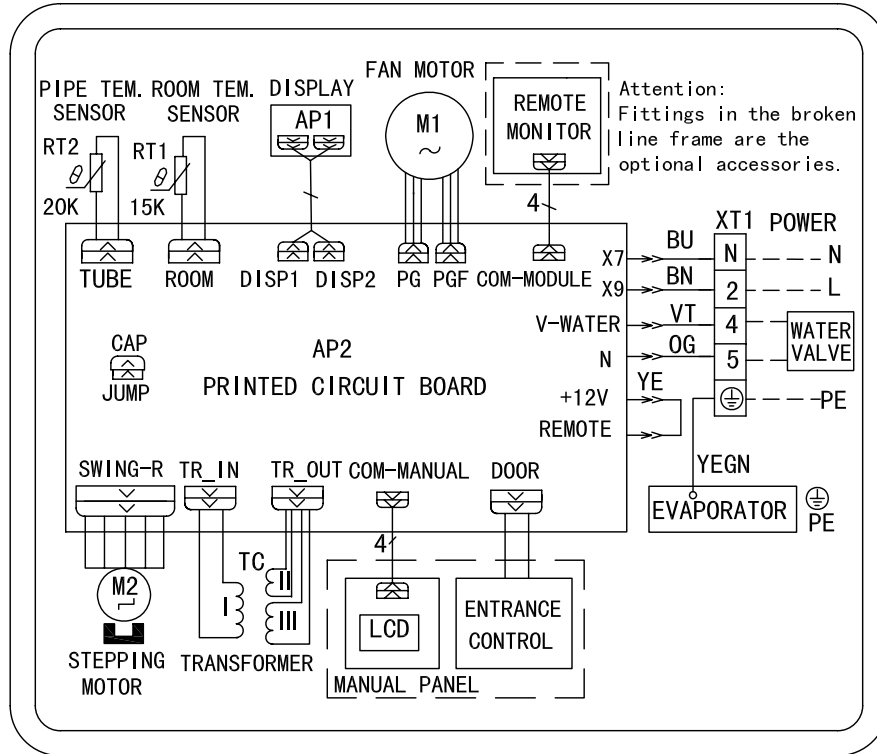 PIPE TEM.
SENSOR
ROOM TEM.
SENSOR
DISPLAY
AP1
FAN MOTOR
M1
~
REMOTE
MONITOR
Attention:
Fittings in the broken
line frame are the
optional accessories.
RT2
θ
20K
RT1
θ
15K
4
TUBE
ROOM
DISP1
DISP2
PG
PGF
COM-MODULE
X7
BU
XT1
POWER
N
N
X9
BN
2
L
V-WATER
VT
4
WATER
VALVE
N
OG
5
+12V
YE
PE
REMOTE
CAP
JUMP
AP2
PRINTED CIRCUIT BOARD
YEGN
EVAPORATOR
PE
SWING-R
TR_IN
TR_OUT
COM-MANUAL
DOOR
4
M2
TC
I
II
III
LCD
ENTRANCE
CONTROL
STEPPING
MOTOR
TRANSFORMER
MANUAL PANEL